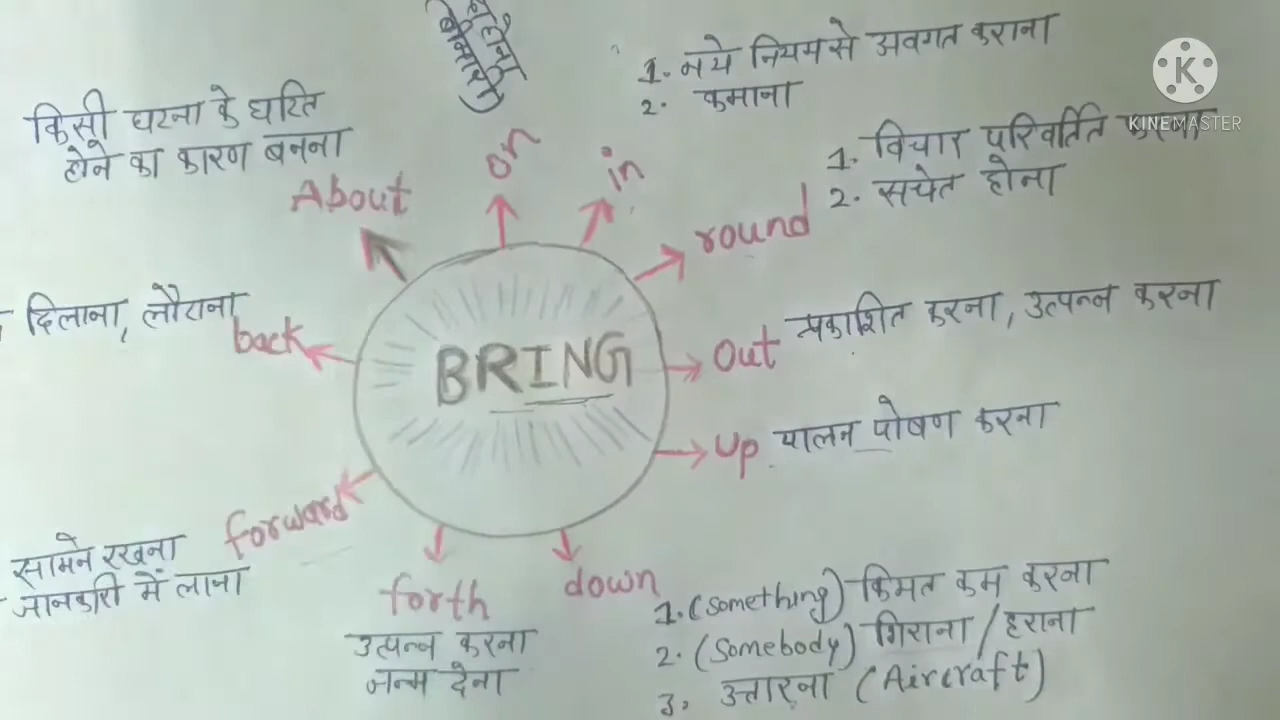 न होना
बीमारी
1. नये नियम से अवगत कराना
2. कमाना
KINEMASTER
किसी घटना के घटित
होने का कारण बनना
About
on
in
1. विचार परिवर्तित करना
2. सचेत होना
round
दिलाना, लौटाना
back
BRING
Out प्रकाशित करना, उत्पन्न करना
Up पालन पोषण करना
forward
सामने रखना
जानकारी में लाना
forth
उत्पन्न करना
जन्म देना
down
1. (Something) किमत कम करना
2. (Somebody) गिराना / हराना
3. उत्तारना (Aircraft)